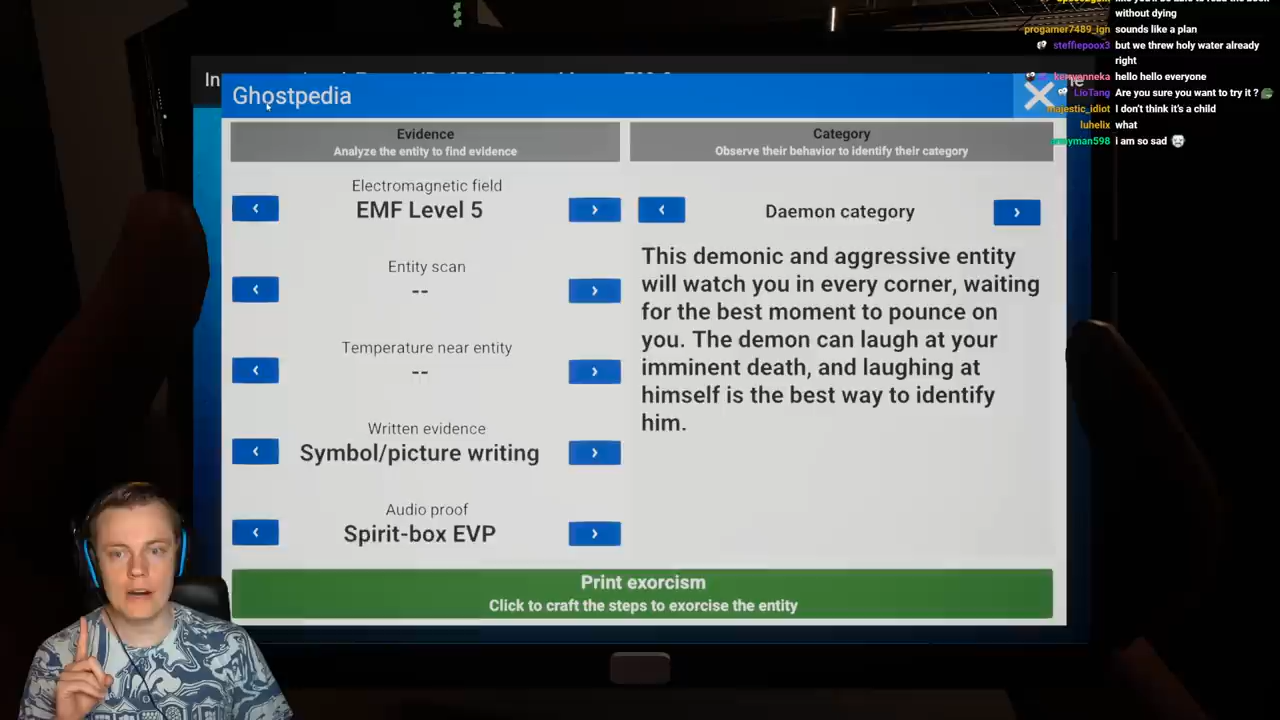 Ghostpedia
Evidence
Analyze the entity to find evidence
Category
Observe their behavior to identify their category
Electromagnetic field
EMF Level 5
Entity scan
--
Temperature near entity
--
Written evidence
Symbol/picture writing
Audio proof
Spirit-box EVP
Daemon category
This demonic and aggressive entity
will watch you in every corner, waiting
for the best moment to pounce on
you. The demon can laugh at your
imminent death, and laughing at
himself is the best way to identify
him.
Print exorcism
Click to craft the steps to exorcise the entity
without dying
progamer7489_ign sounds like a plan
steffiepoox3 but we threw holy water already
right
hello hello everyone
LioTang Are you sure you want to try it ?
majestic_idiot I don't think it's a child
luhelix what
i am so sad